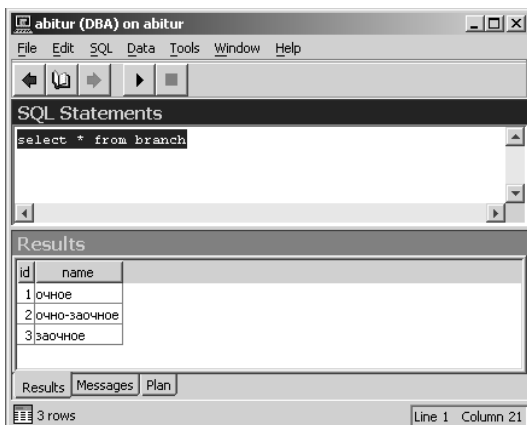 abitur (DBA) on abitur
File Edit SQL Data Tools Window Help
SQL Statements
select * from branch
Results
id name
1 очное
2 очно-заочное
3 заочное
Results Messages Plan
3 rows Line 1 Column 21